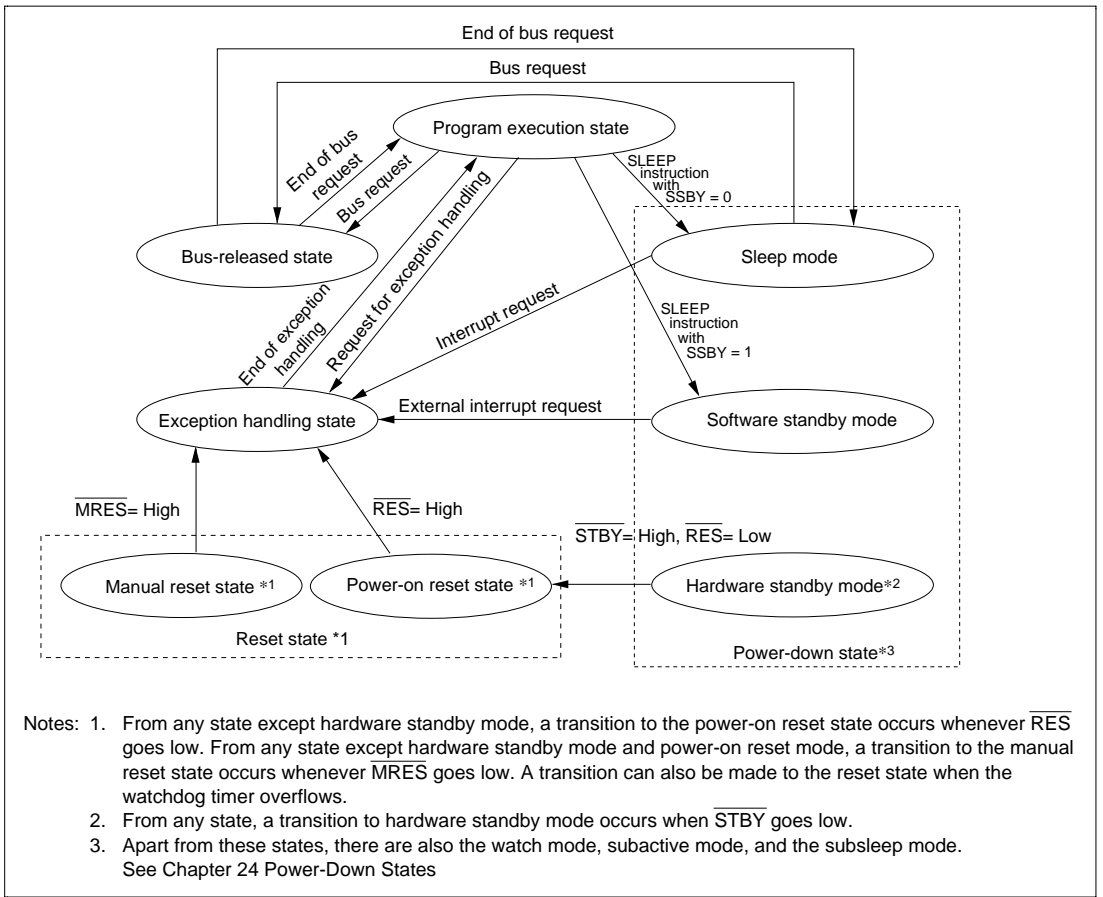 End of bus request
Bus request
Program execution state
End of bus
request
Bus request
SLEEP
instruction
with
SSBY = 0
Bus-released state
Sleep mode
End of exception
handling
Request for exception handling
Interrupt request
SLEEP
instruction
with
SSBY = 1
Exception handling state
External interrupt request
Software standby mode
M̅R̅E̅S̅= High
R̅E̅S̅= High
S̅T̅B̅Y̅= High, R̅E̅S̅= Low
Manual reset state *1
Power-on reset state *1
Hardware standby mode*2
Reset state *1
Power-down state*3
Notes: 1. From any state except hardware standby mode, a transition to the power-on reset state occurs whenever R̅E̅S̅
goes low. From any state except hardware standby mode and power-on reset mode, a transition to the manual
reset state occurs whenever M̅R̅E̅S̅ goes low. A transition can also be made to the reset state when the
watchdog timer overflows.
2. From any state, a transition to hardware standby mode occurs when S̅T̅B̅Y̅ goes low.
3. Apart from these states, there are also the watch mode, subactive mode, and the subsleep mode.
See Chapter 24 Power-Down States